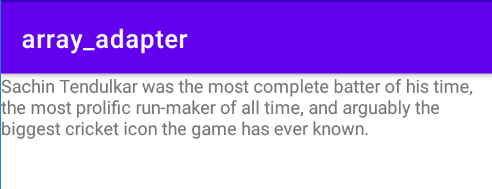 array_adapter
Sachin Tendulkar was the most complete batter of his time,
the most prolific run-maker of all time, and arguably the
biggest cricket icon the game has ever known.